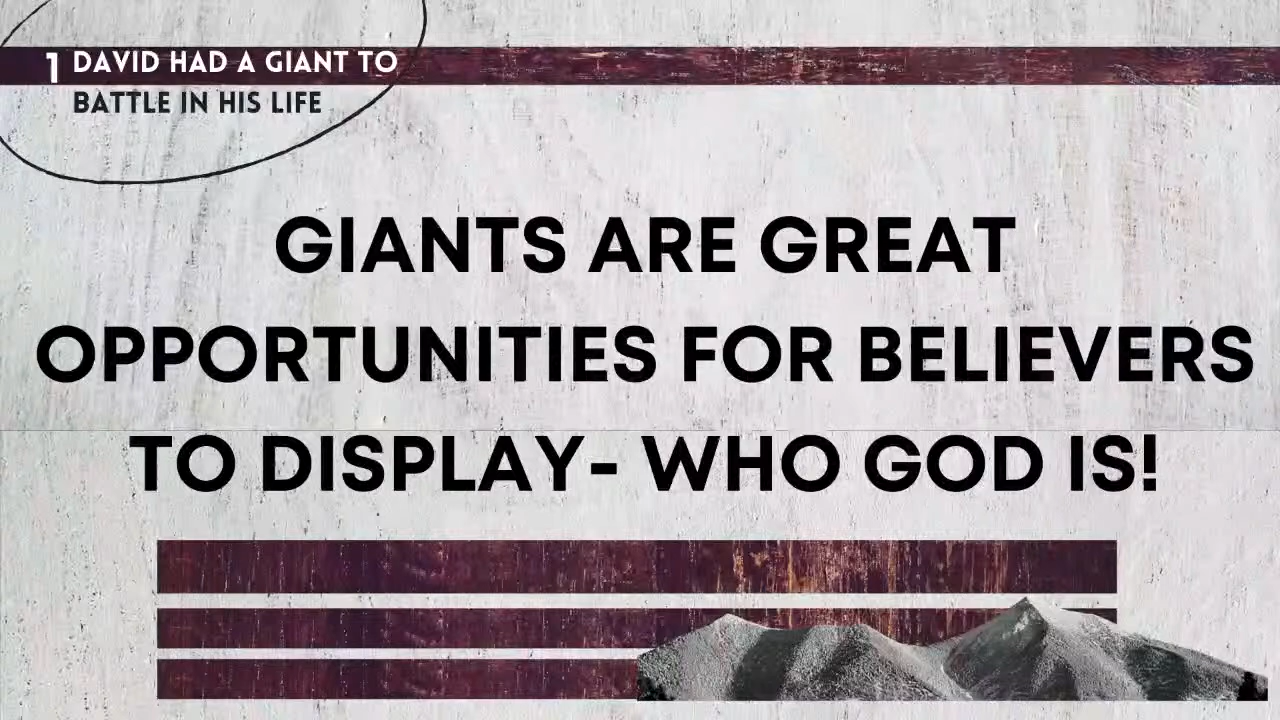 1 DAVID HAD A GIANT TO
BATTLE IN HIS LIFE
GIANTS ARE GREAT
OPPORTUNITIES FOR BELIEVERS
TO DISPLAY- WHO GOD IS!